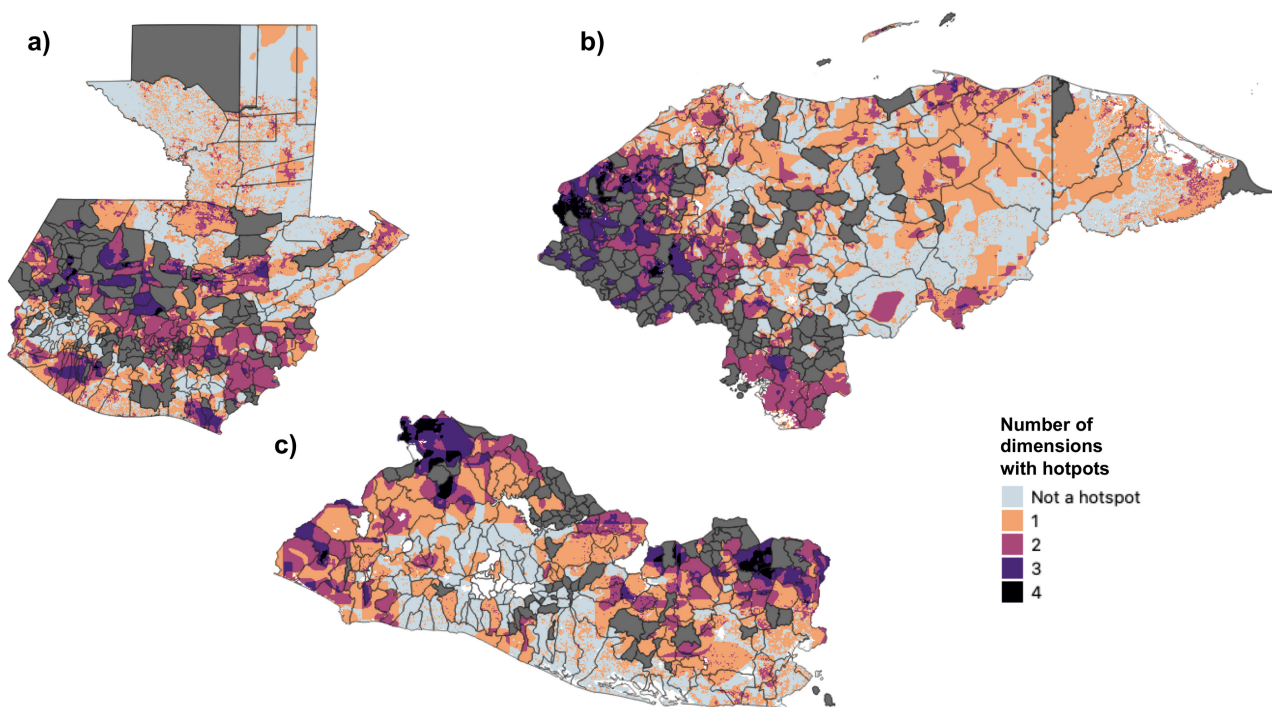 a)
b)
c)
Number of
dimensions
with hotpots
Not a hotspot
1
2
3
4